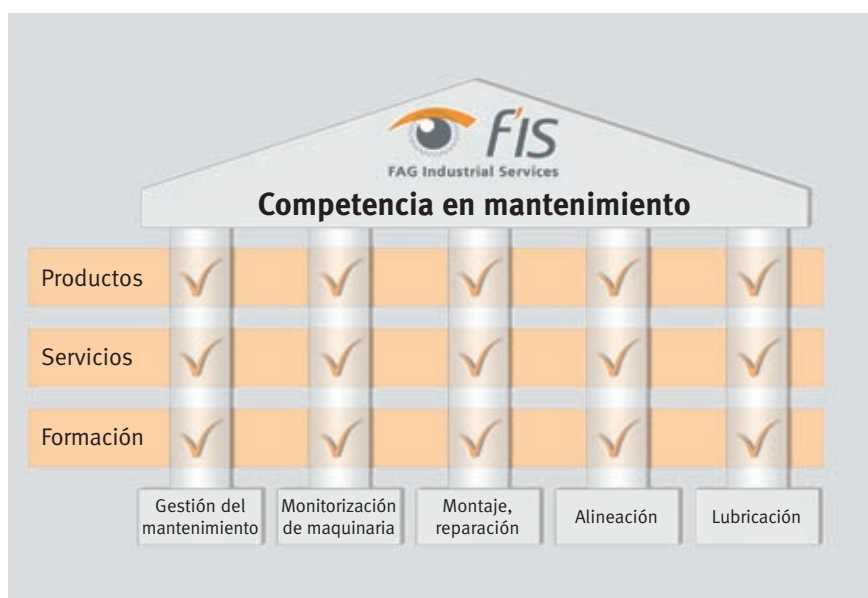 F'IS
FAG Industrial Services
Competencia en mantenimiento
Productos
Servicios
Formación
Gestión del
mantenimiento
Monitorización
de maquinaria
Montaje,
reparación
Alineación
Lubricación